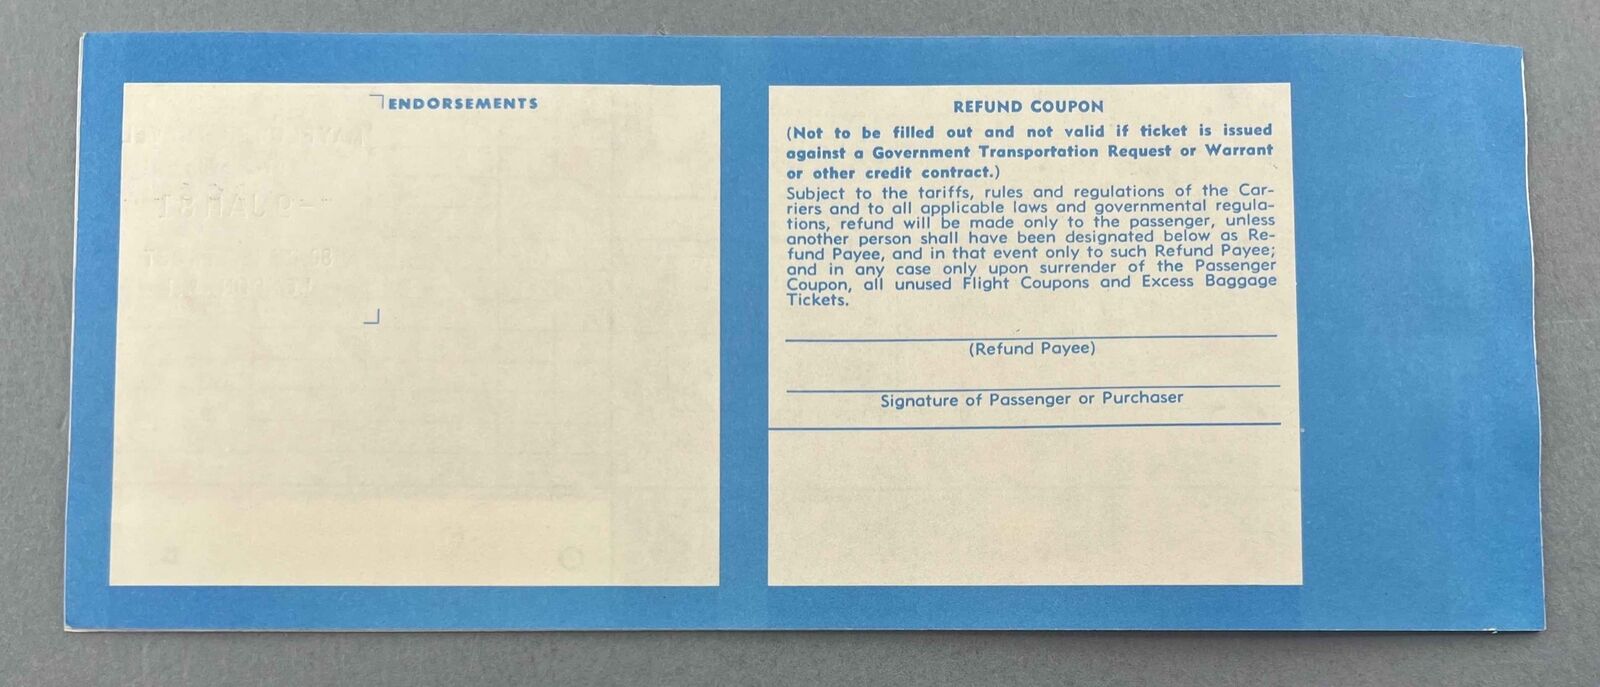 ENDORSEMENTS
REFUND COUPON
(Not to be filled out and not valid if ticket is issued
against a Government Transportation Request or Warrant
or other credit contract.)
Subject to the tariffs, rules and regulations of the Car-
riers and to all applicable laws and governmental regula-
tions, refund will be made only to the passenger, unless
another person shall have been designated below as Re-
fund Payee, and in that event only to such Refund Payee;
and in any case only upon surrender of the Passenger
Coupon, all unused Flight Coupons and Excess Baggage
Tickets.
(Refund Payee)
Signature of Passenger or Purchaser